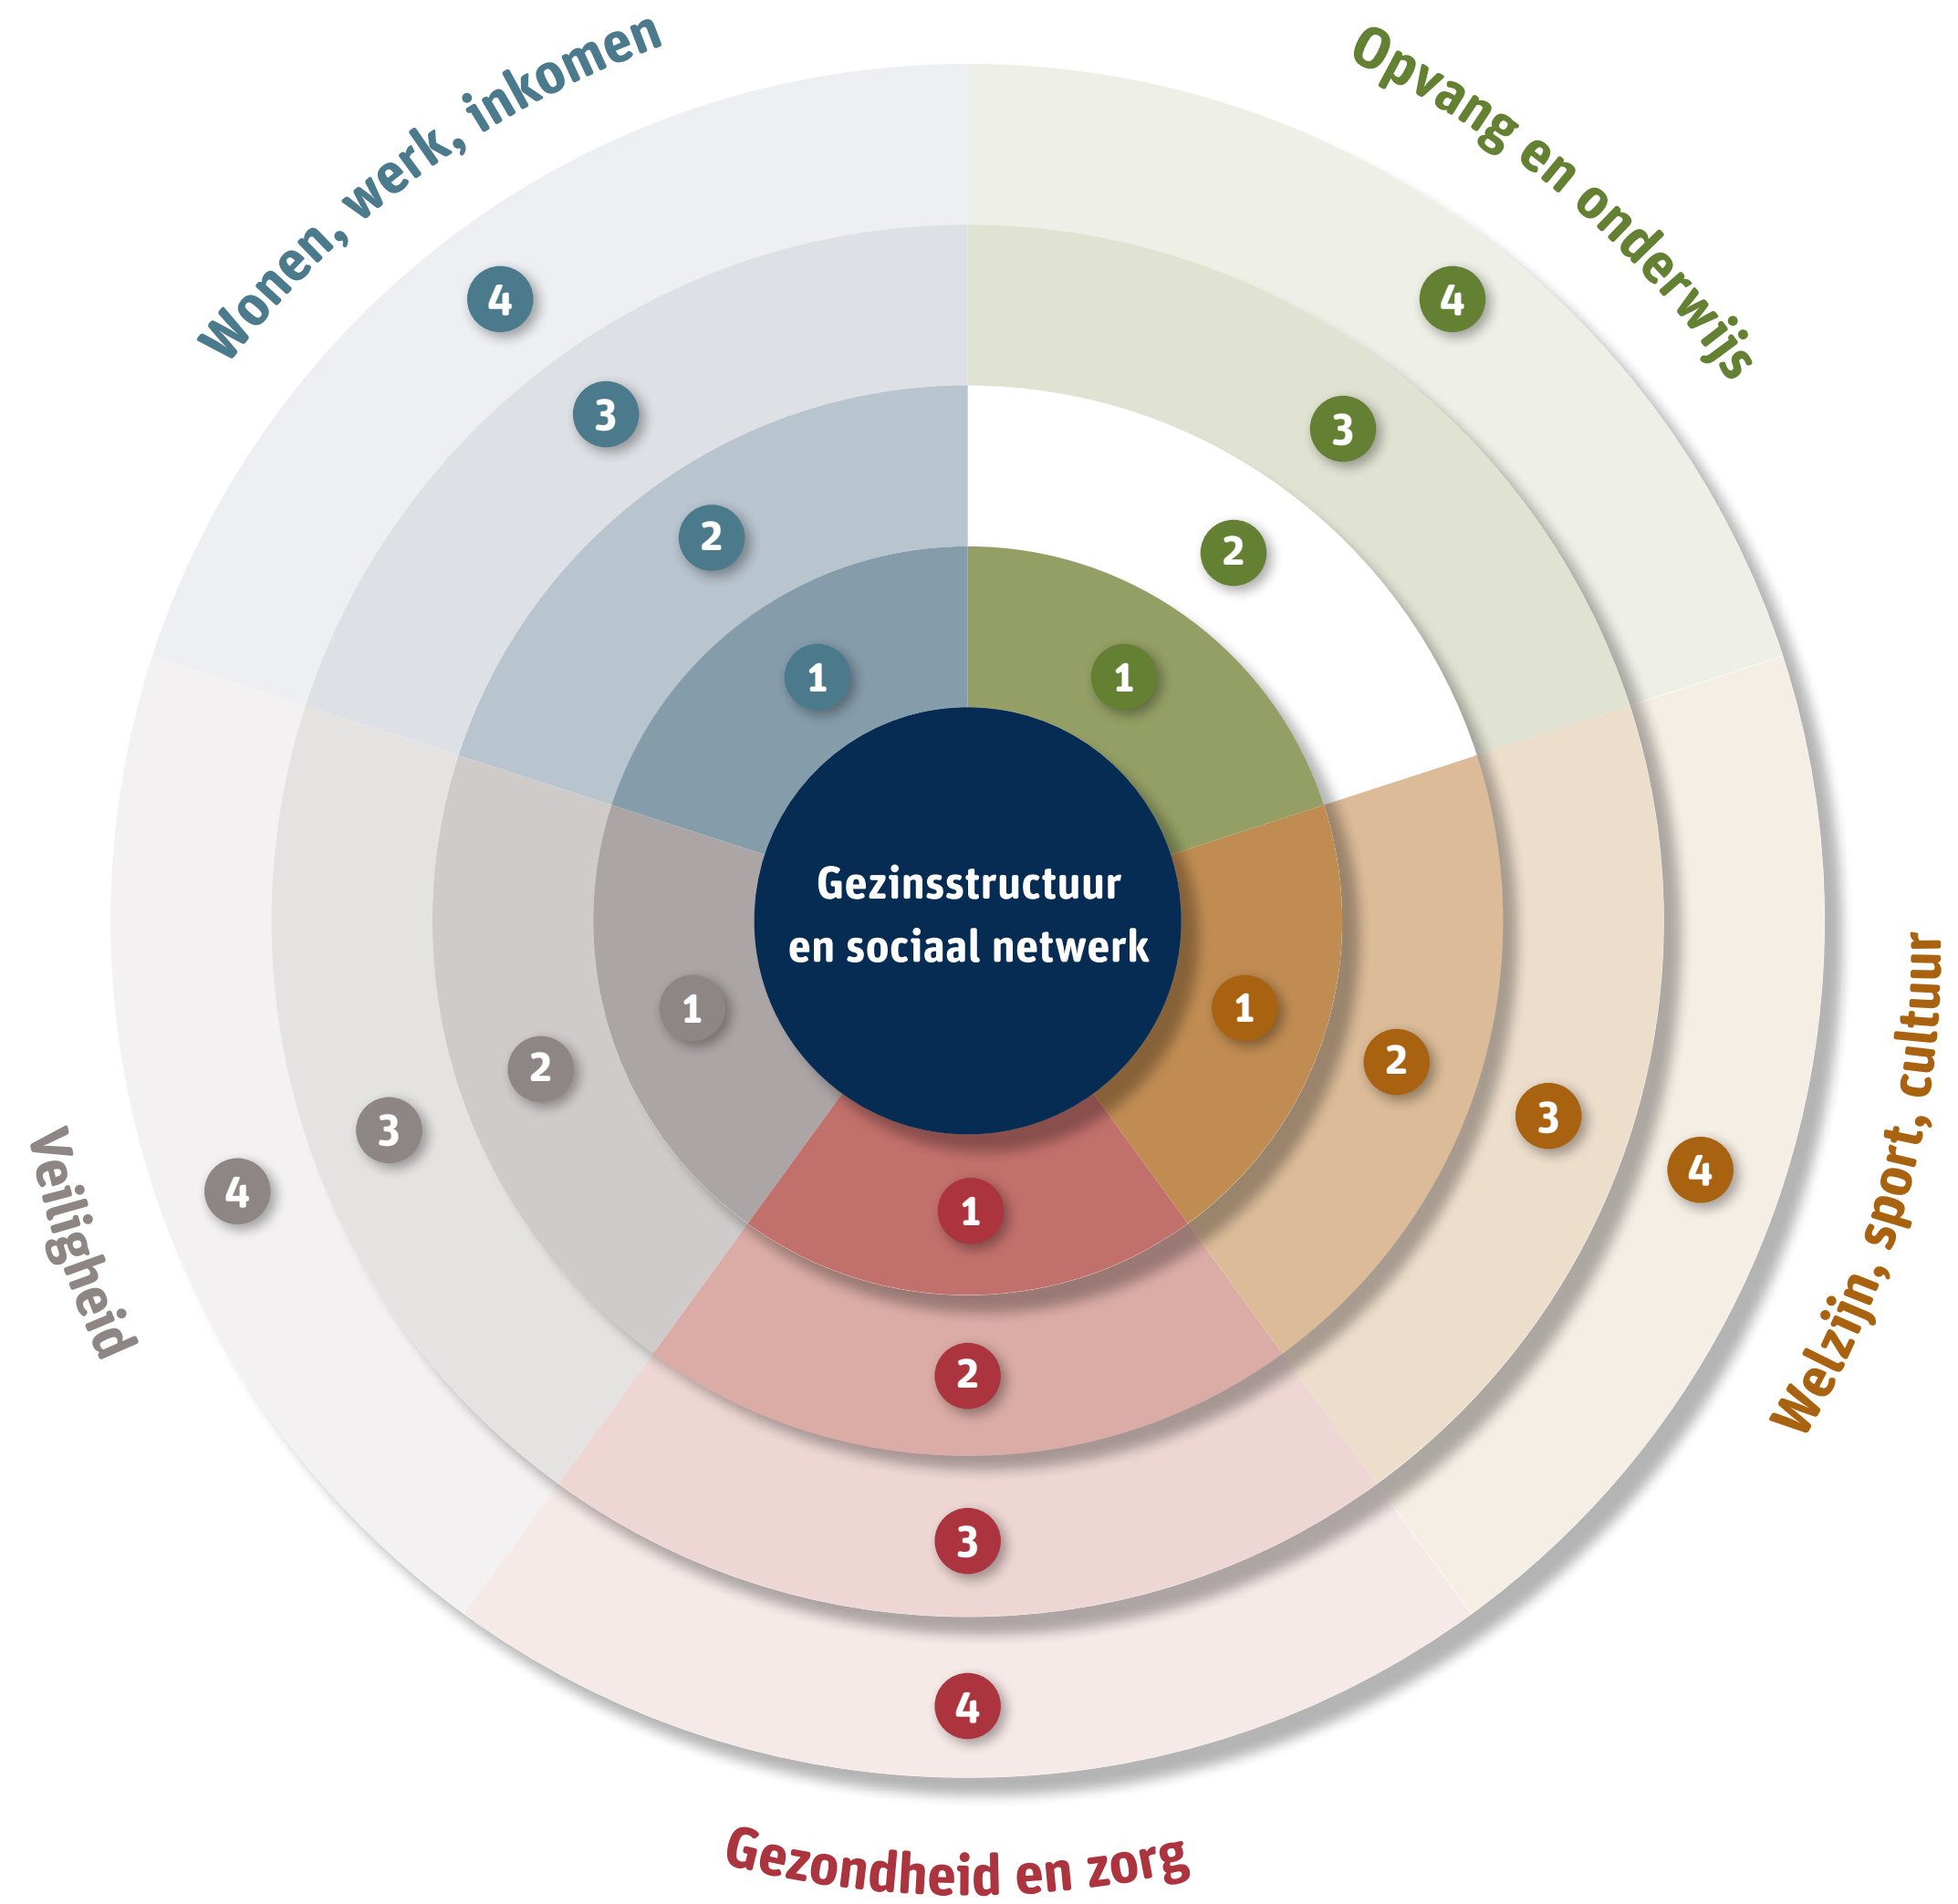 Wonen, werk, inkomen
4
3
2
1
Opvang en onderwijs
4
3
2
1
Gezinsstructuur
en sociaal netwerk
Welzijn, sport, cultuur
1
2
3
4
Veiligheid
1
2
3
4
1
2
3
4
Gezondheid en zorg